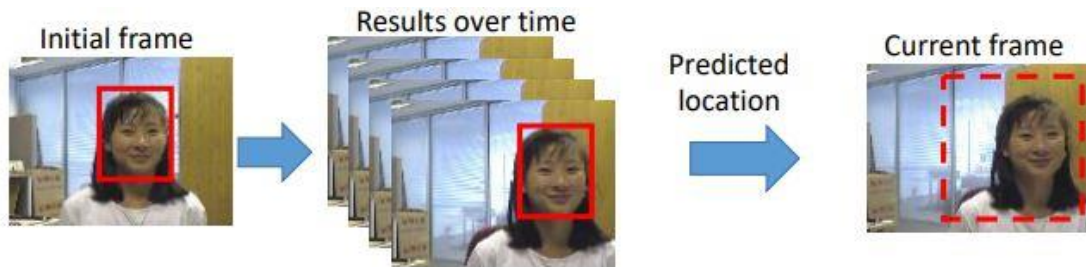 Initial frame
Results over time
Predicted
location
Current frame